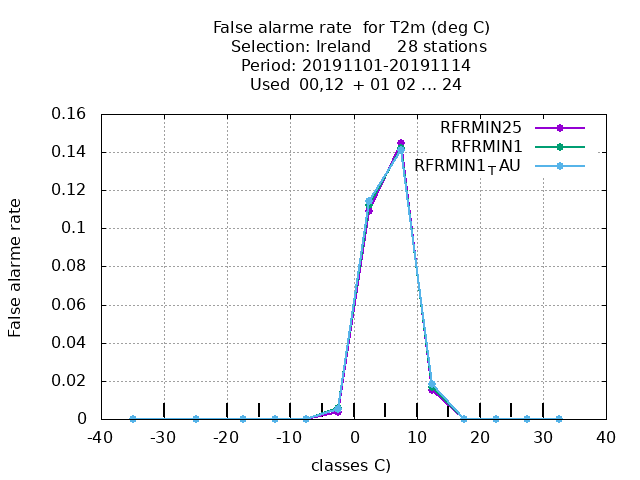 False alarme rate  for T2m (deg C)
Selection: Ireland     28 stations
Period: 20191101-20191114
Used  00,12  + 01 02 ... 24
RFRMIN25
RFRMIN1
RFRMIN1TAU
False alarme rate
0.16
0.14
0.12
0.1
0.08
0.06
0.04
0.02
0
-40 -30 -20 -10 0 10 20 30 40
classes C)